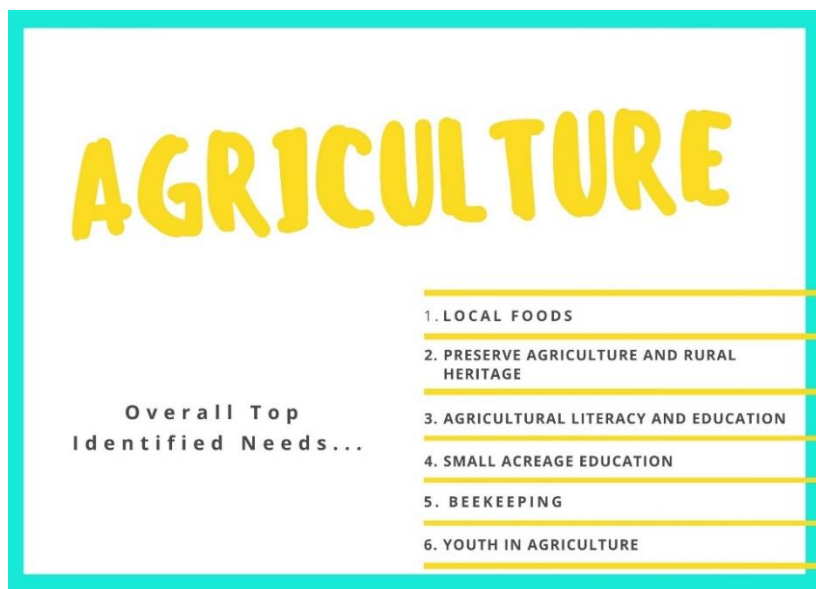 AGRICULTURE
Overall Top
Identified Needs...
1. LOCAL FOODS
2. PRESERVE AGRICULTURE AND RURAL
HERITAGE
3. AGRICULTURAL LITERACY AND EDUCATION
4. SMALL ACREAGE EDUCATION
5. BEEKEEPING
6. YOUTH IN AGRICULTURE